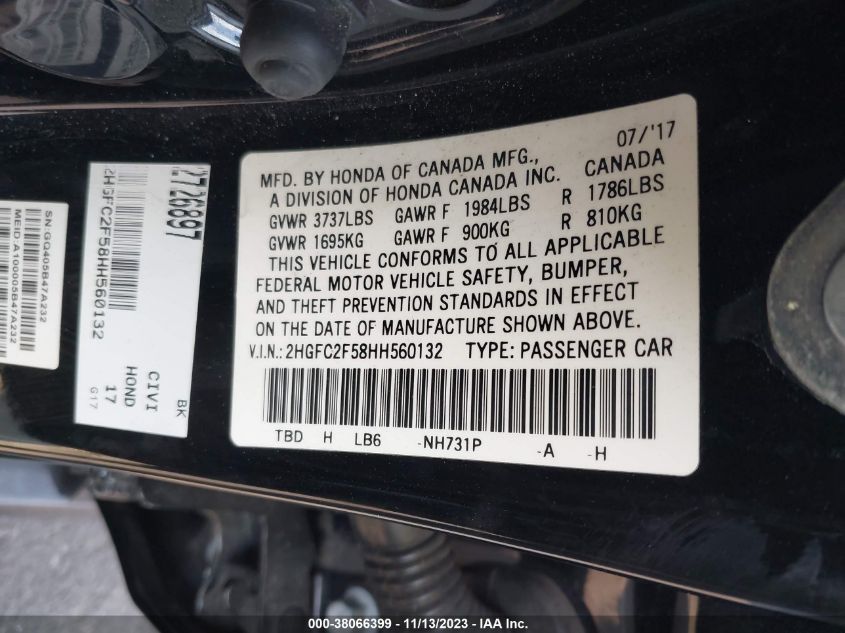 07/'17
MFD. BY HONDA OF CANADA MFG., CANADA
A DIVISION OF HONDA CANADA INC.
GVWR 3737LBS GAWR F 1984LBS R 1786LBS
GVWR 1695KG GAWR F 900KG R 810KG
THIS VEHICLE CONFORMS TO ALL APPLICABLE
FEDERAL MOTOR VEHICLE SAFETY, BUMPER,
AND THEFT PREVENTION STANDARDS IN EFFECT
ON THE DATE OF MANUFACTURE SHOWN ABOVE.
V.I.N.: 2HGFC2F58HH560132 TYPE: PASSENGER CAR
TBD H LB6 -NH731P -A -H
27726897
2HGFC2F58HH560132
CIVI BK
HOND
17 G17
SN:GQ405B47A232
MEID:A100005B47A232
000-38066399 - 11/13/2023 - IAA Inc.